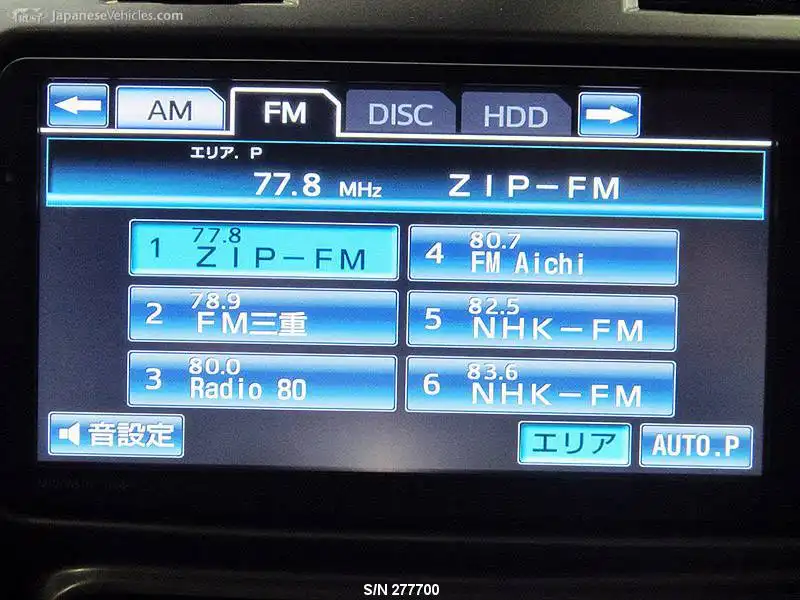 TRUST JapaneseVehicles.com
AM FM DISC HDD
エリア. P
77.8 MHz ZIP-FM
1 77.8 ZIP-FM
2 78.9 FM三重
3 80.0 Radio 80
4 80.7 FM Aichi
5 82.5 NHK-FM
6 83.6 NHK-FM
音設定 エリア AUTO.P
S/N 277700